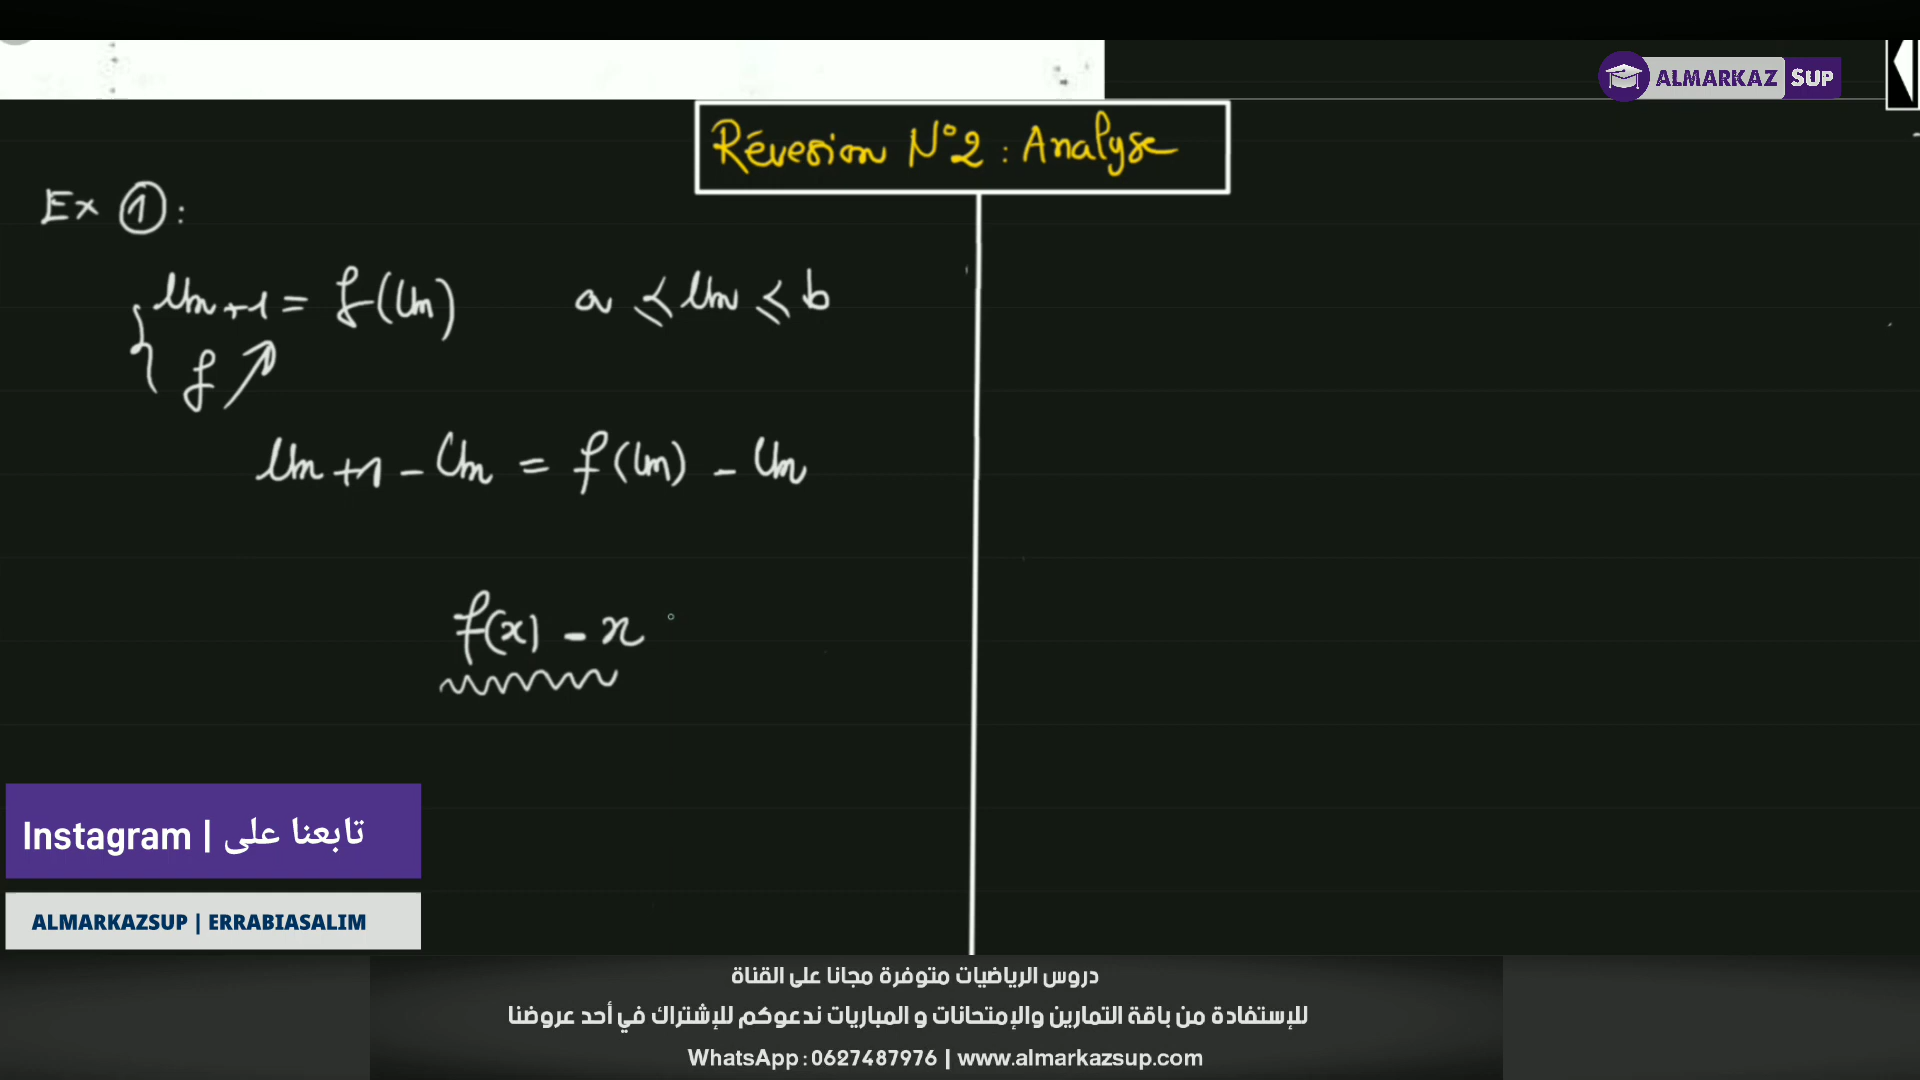 ALMARKAZ SUP
Révesion N°2 : Analyse
Ex ① :
Un+1 = f(Un) a ⩽ Un ⩽ b
f ↗
Un+1 - Un = f(Un) - Un
f(x) - x
Instagram | تابعنا على
ALMARKAZSUP | ERRABIASALIM
دروس الرياضيات متوفرة مجانا على القناة
للإستفادة من باقة التمارين والإمتحانات و المباريات ندعوكم للإشتراك في أحد عروضنا
WhatsApp : 0627487976 | www.almarkazsup.com